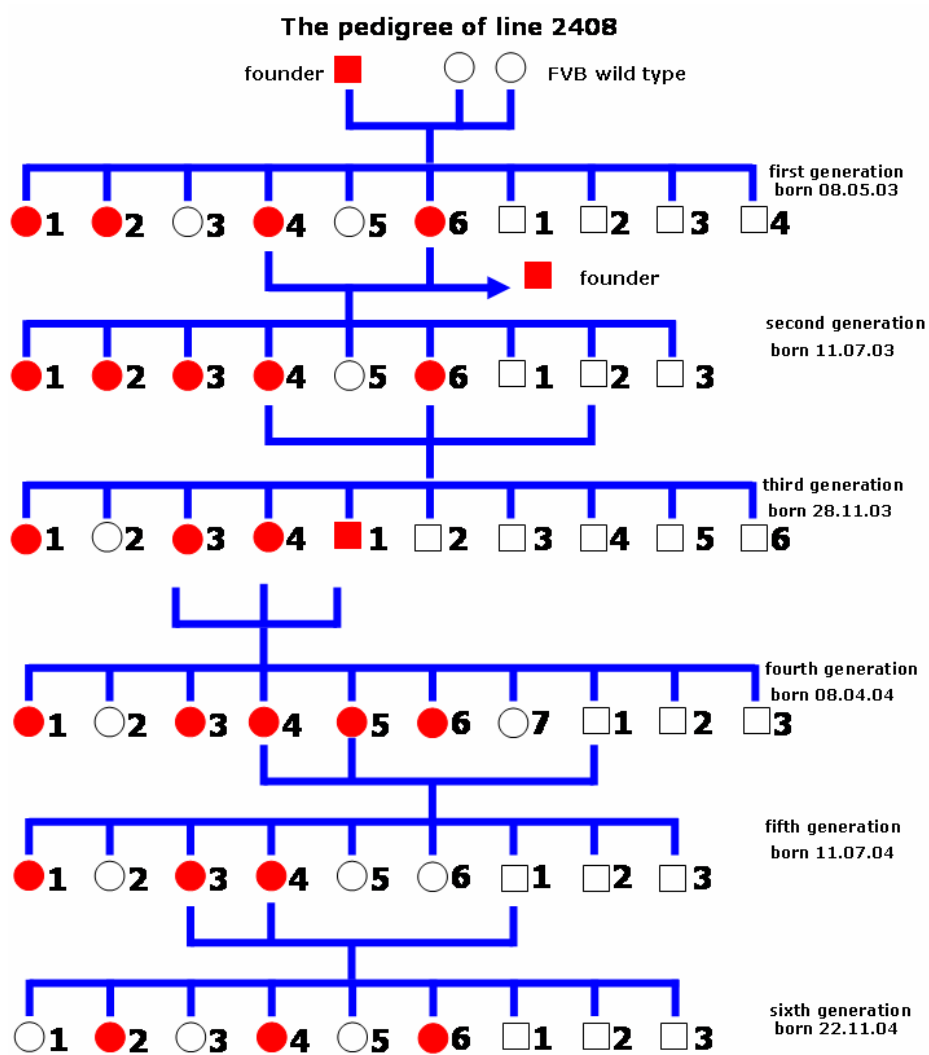 The pedigree of line 2408
founder FVB wild type
first generation
born 08.05.03
1 2 3 4 5 6 1 2 3 4
founder
second generation
born 11.07.03
1 2 3 4 5 6 1 2 3
third generation
born 28.11.03
1 2 3 4 1 2 3 4 5 6
fourth generation
born 08.04.04
1 2 3 4 5 6 7 1 2 3
fifth generation
born 11.07.04
1 2 3 4 5 6 1 2 3
sixth generation
born 22.11.04
1 2 3 4 5 6 1 2 3